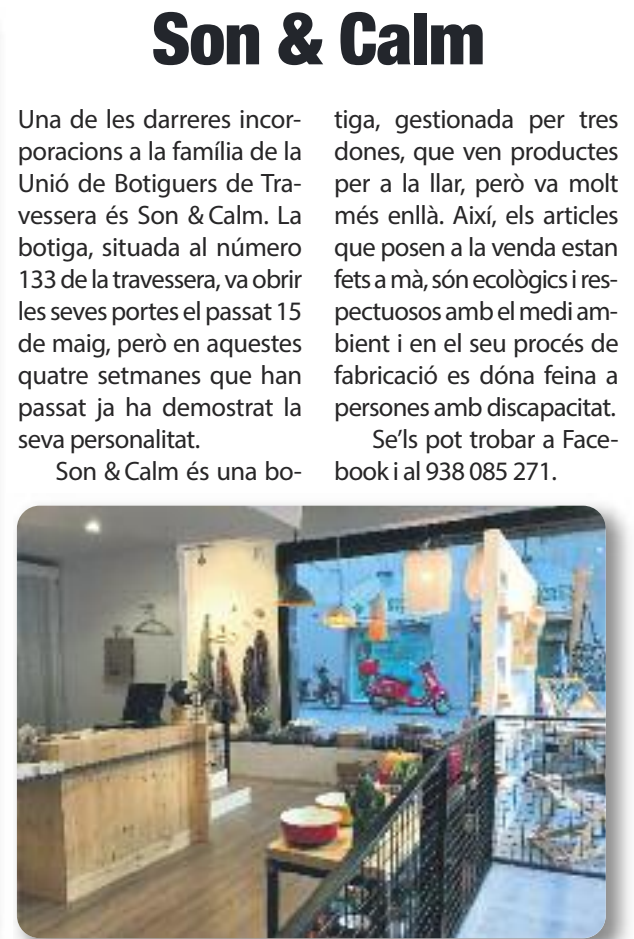 Son & Calm
Una de les darreres incor-
poracions a la família de la
Unió de Botiguers de Tra-
vessera és Son & Calm. La
botiga, situada al número
133 de la travessera, va obrir
les seves portes el passat 15
de maig, però en aquestes
quatre setmanes que han
passat ja ha demostrat la
seva personalitat.
Son & Calm és una bo-
tiga, gestionada per tres
dones, que ven productes
per a la llar, però va molt
més enllà. Així, els articles
que posen a la venda estan
fets a mà, són ecològics i res-
pectuosos amb el medi am-
bient i en el seu procés de
fabricació es dóna feina a
persones amb discapacitat.
Se'ls pot trobar a Face-
book i al 938 085 271.